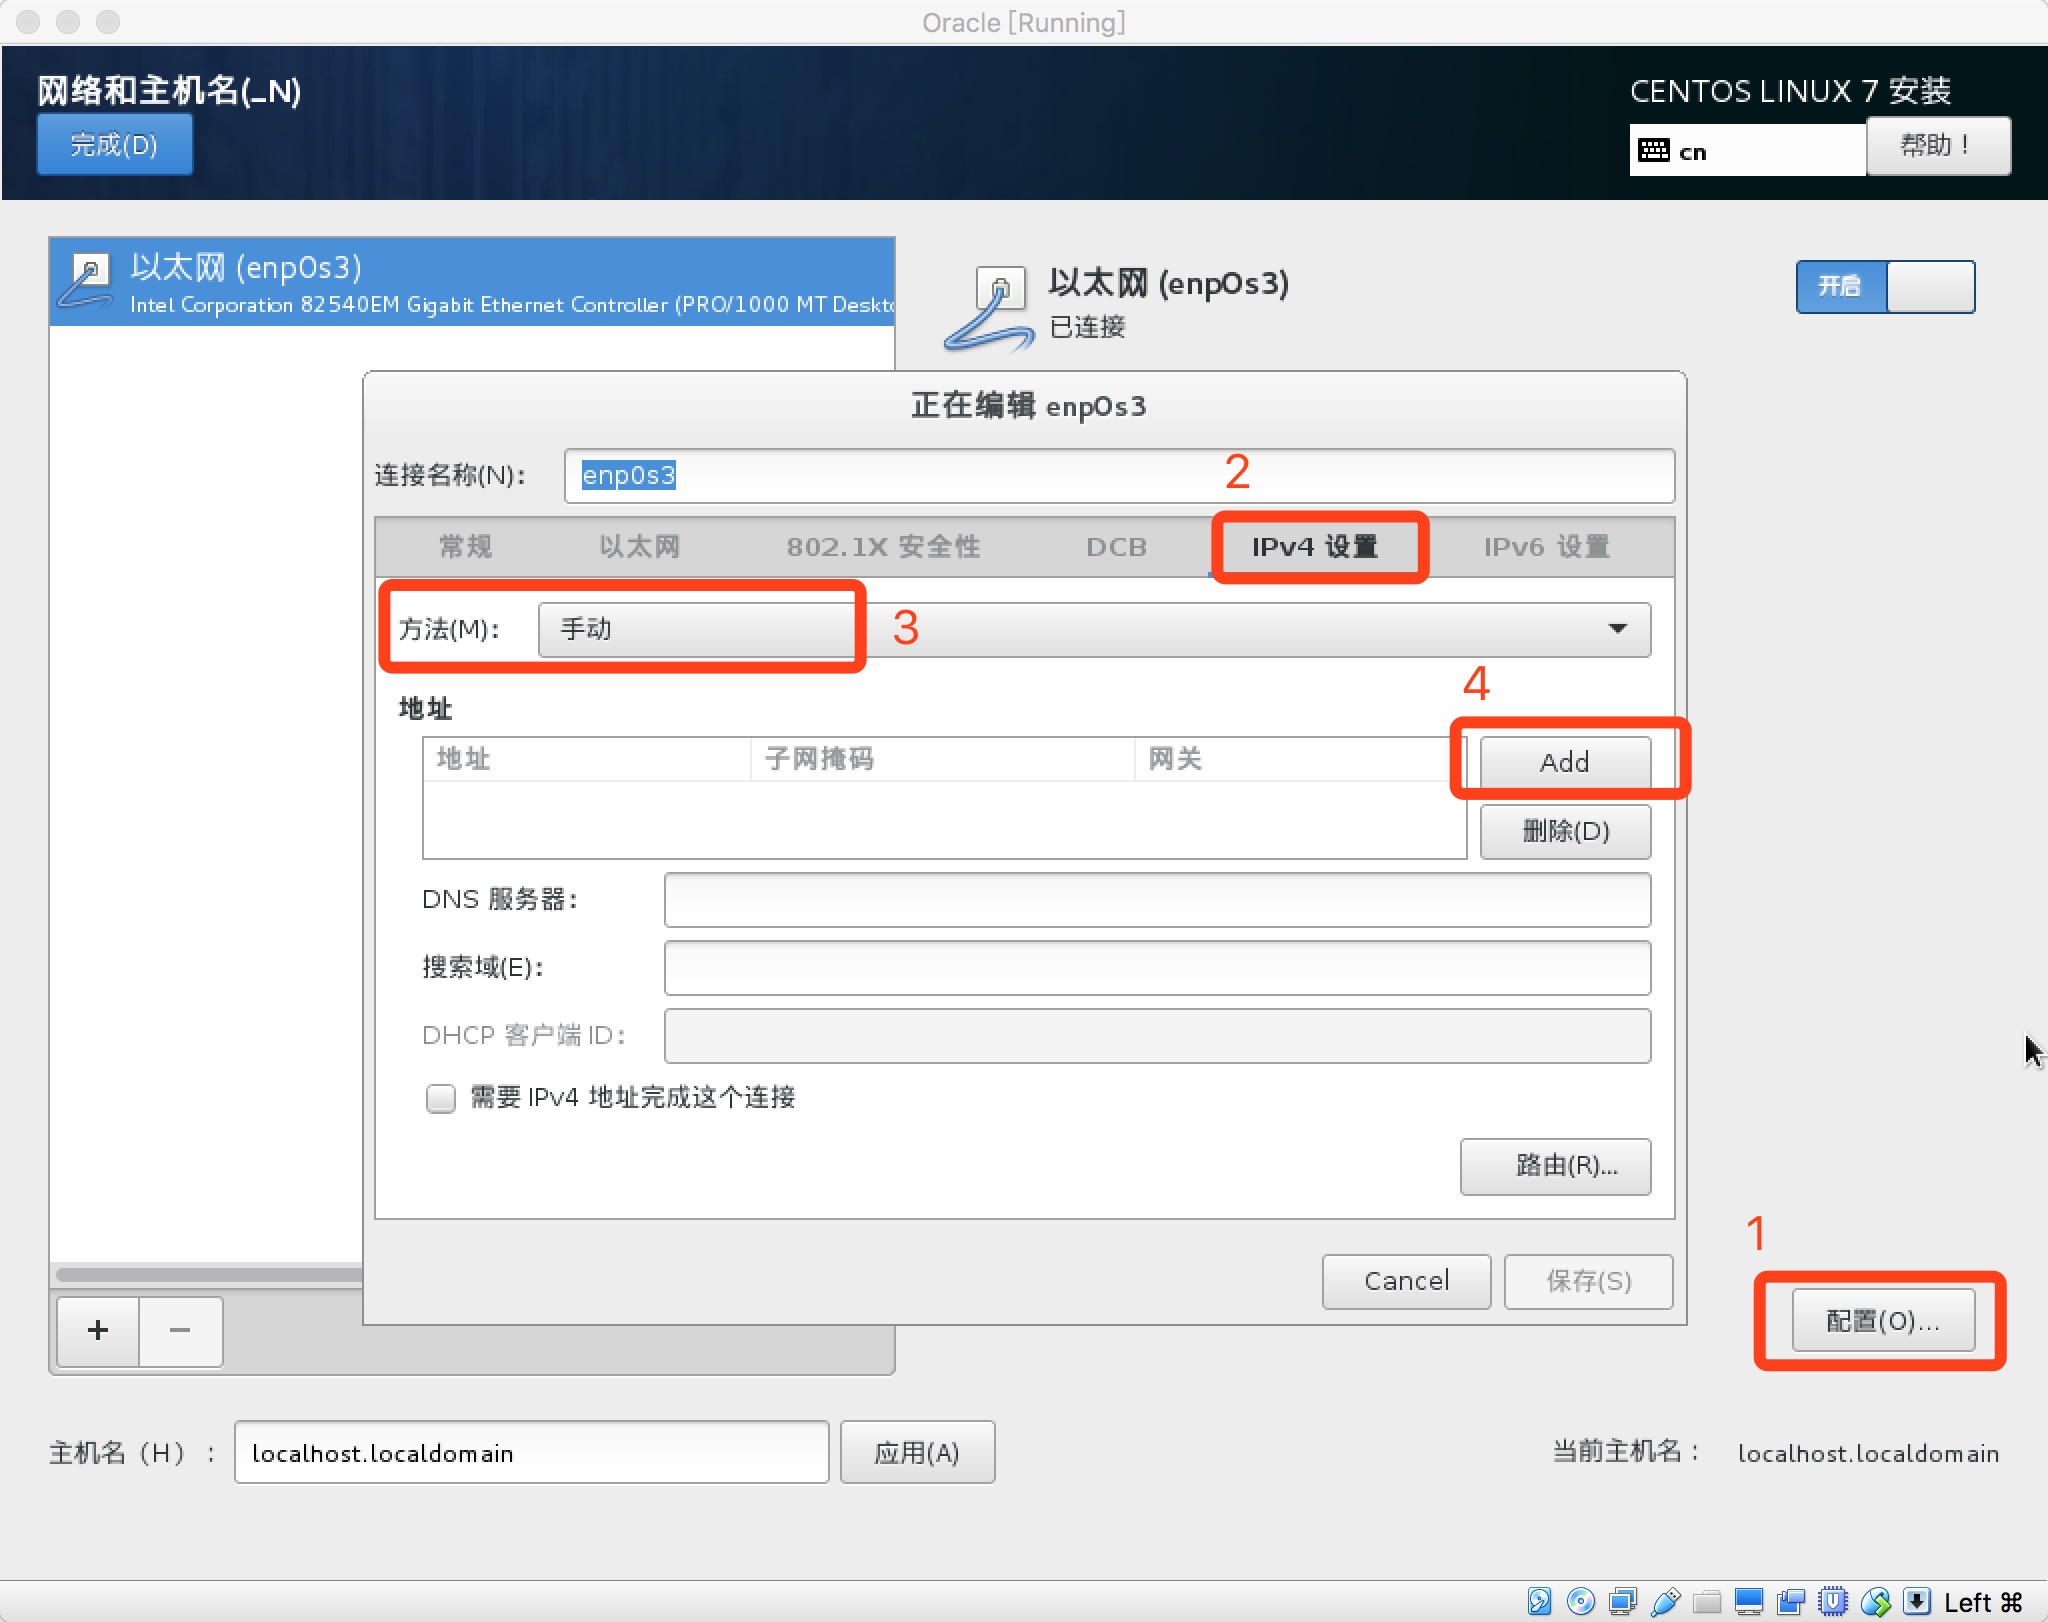 Oracle [Running]
网络和主机名(_N)
CENTOS LINUX 7 安装
完成(D)
cn
帮助！
以太网 (enp0s3)
Intel Corporation 82540EM Gigabit Ethernet Controller (PRO/1000 MT Deskto
以太网 (enp0s3)
已连接
开启
正在编辑 enp0s3
连接名称(N)：
enp0s3
2
常规
以太网
802.1X 安全性
DCB
IPv4 设置
IPv6 设置
方法(M)：
手动
3
4
地址
地址
子网掩码
网关
Add
删除(D)
DNS 服务器：
搜索域(E)：
DHCP 客户端 ID：
需要 IPv4 地址完成这个连接
路由(R)...
Cancel
保存(S)
1
配置(O)...
+
−
主机名（H）：
localhost.localdomain
应用(A)
当前主机名：
localhost.localdomain
Left ⌘